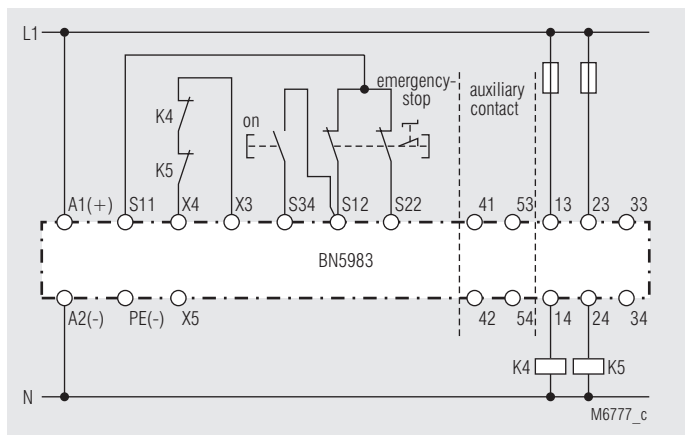 L1
emergency-
stop
auxiliary
contact
K4
on
K5
A1(+) S11 X4 X3 S34 S12 S22 41 53 13 23 33
BN5983
A2(-) PE(-) X5 42 54 14 24 34
K4 K5
N
M6777_c